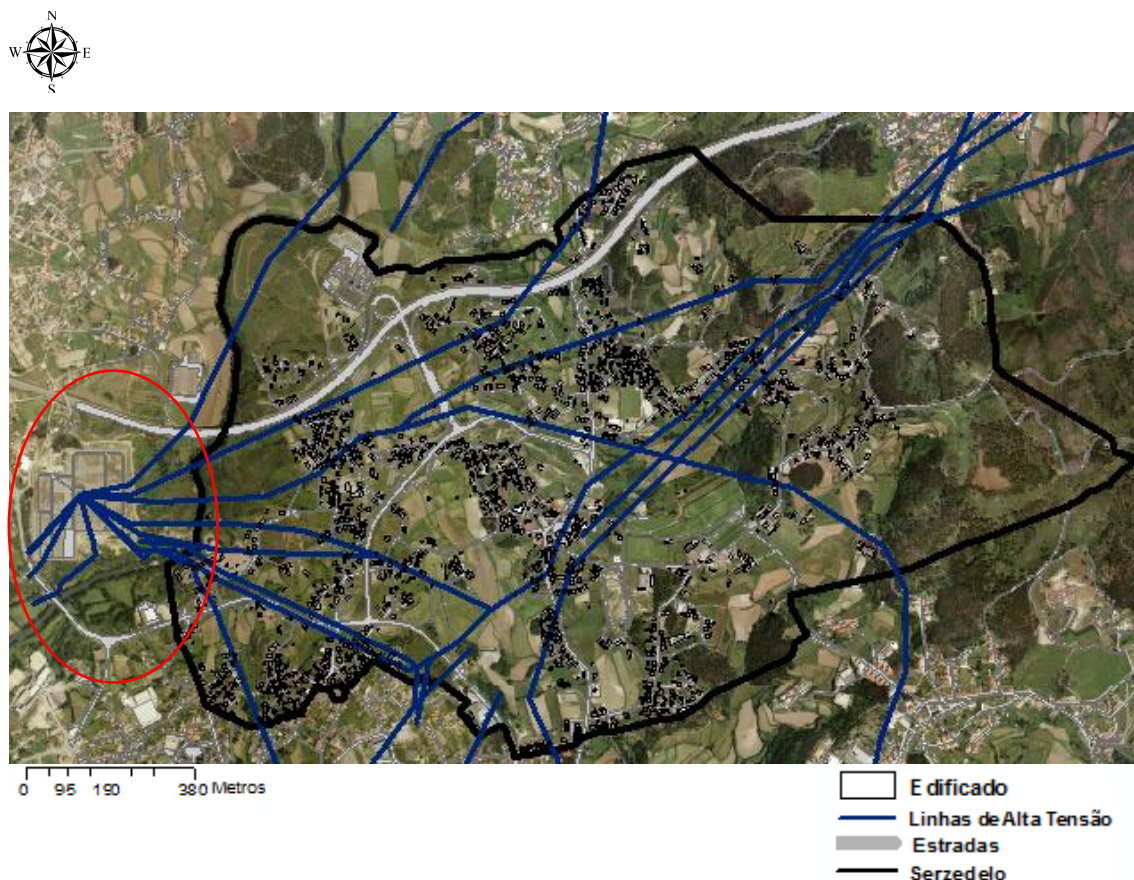 N
W E
S
0 95 190 380 Metros
Edificado
Linhas de Alta Tensão
Estradas
Serzedelo